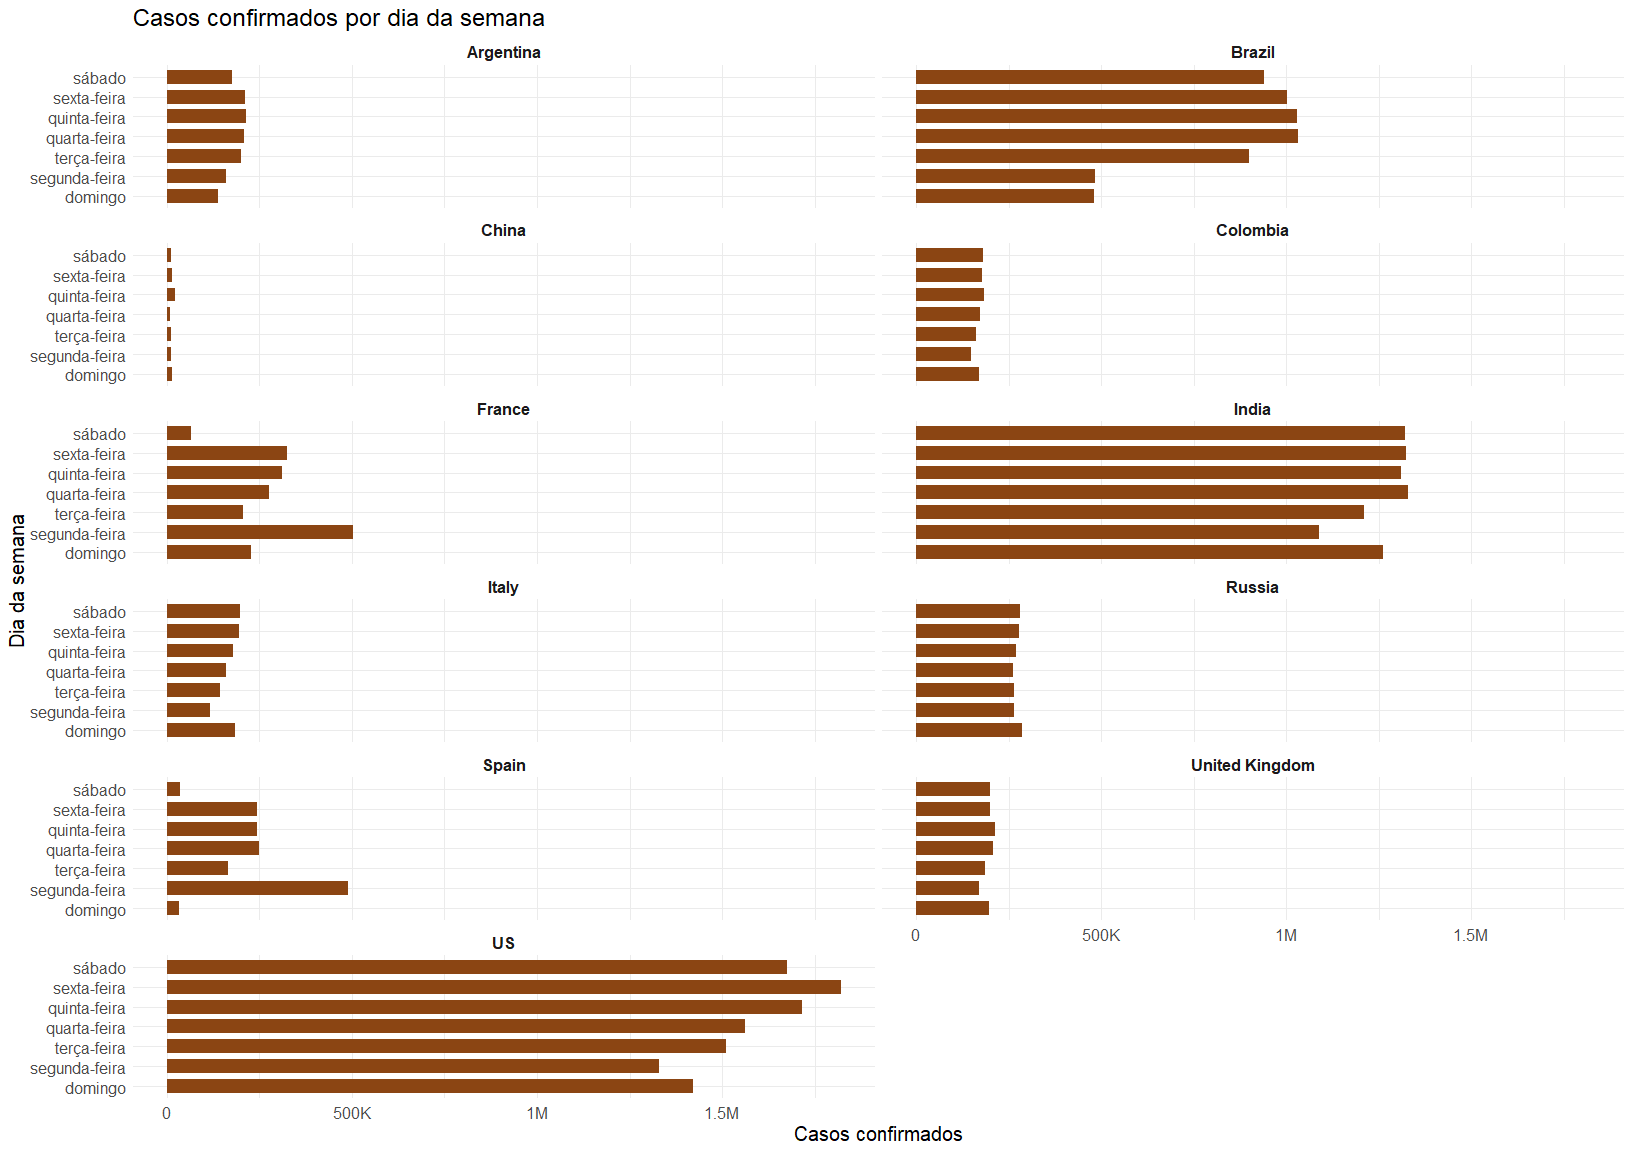 Casos confirmados por dia da semana
Argentina
sábado
sexta-feira
quinta-feira
quarta-feira
terça-feira
segunda-feira
domingo
Brazil
China
sábado
sexta-feira
quinta-feira
quarta-feira
terça-feira
segunda-feira
domingo
Colombia
France
sábado
sexta-feira
quinta-feira
quarta-feira
terça-feira
segunda-feira
domingo
India
Italy
sábado
sexta-feira
quinta-feira
quarta-feira
terça-feira
segunda-feira
domingo
Russia
Spain
sábado
sexta-feira
quinta-feira
quarta-feira
terça-feira
segunda-feira
domingo
United Kingdom
0 500K 1M 1.5M
US
sábado
sexta-feira
quinta-feira
quarta-feira
terça-feira
segunda-feira
domingo
0 500K 1M 1.5M
Casos confirmados
Dia da semana